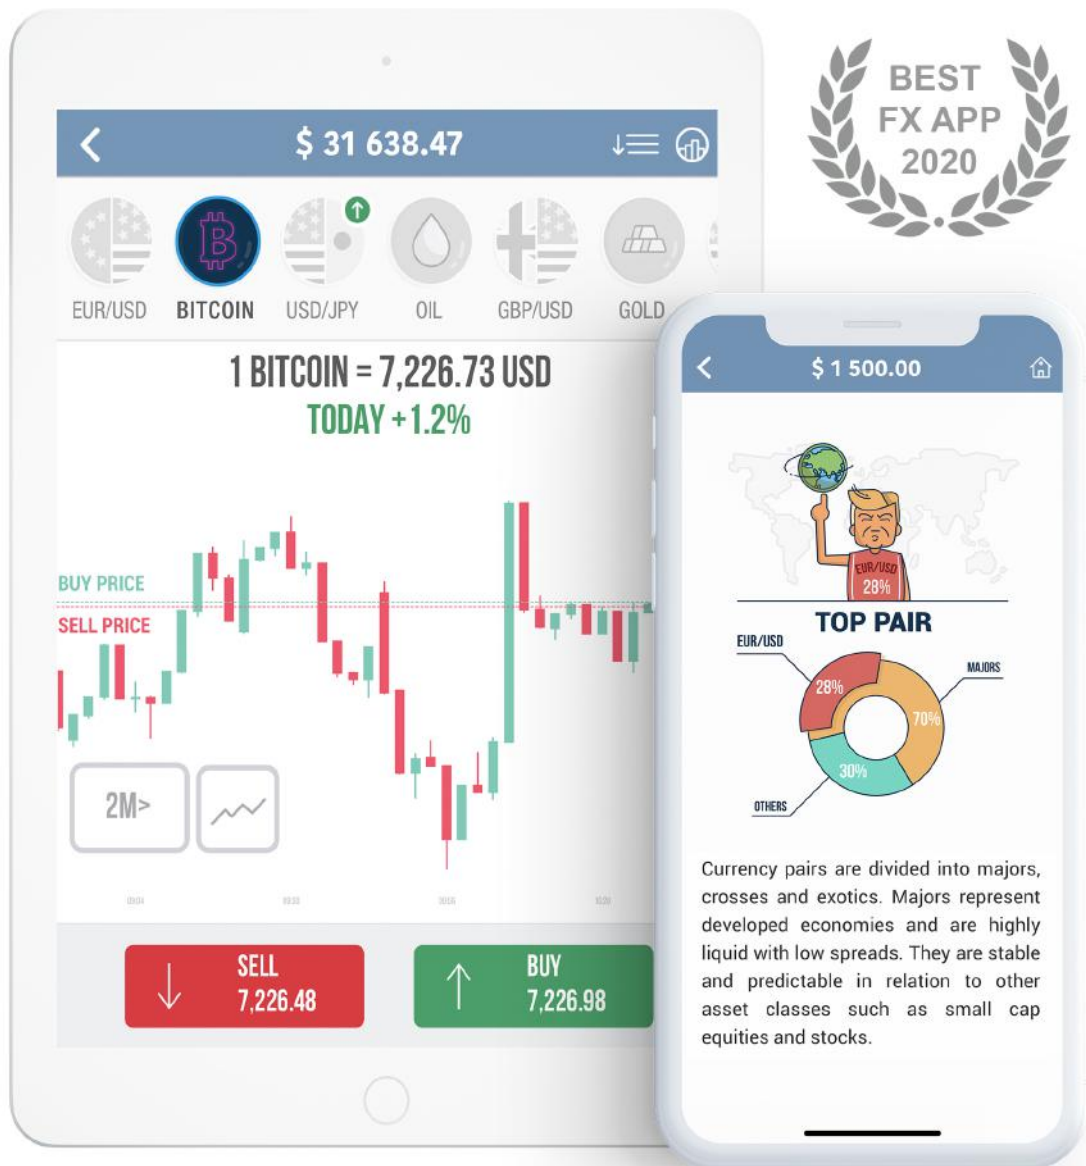 BEST
FX APP
2020
$ 31 638.47
EUR/USD
BITCOIN
USD/JPY
OIL
GBP/USD
GOLD
1 BITCOIN = 7,226.73 USD
TODAY +1.2%
BUY PRICE
SELL PRICE
2M>
SELL
7,226.48
BUY
7,226.98
$ 1 500.00
EUR/USD
28%
TOP PAIR
EUR/USD
MAJORS
28%
70%
30%
OTHERS
Currency pairs are divided into majors,
crosses and exotics. Majors represent
developed economies and are highly
liquid with low spreads. They are stable
and predictable in relation to other
asset classes such as small cap
equities and stocks.